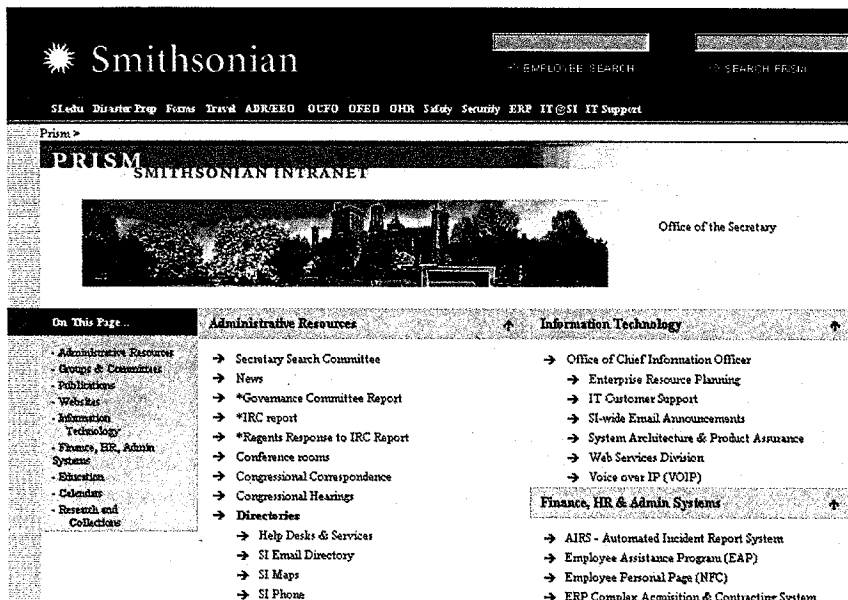 Smithsonian
EMPLOYEE SEARCH
SEARCH PRISM
SI.edu Disaster Prep Forms Travel ADR/EEO OCFO OFEO OHR Safety Security ERP IT@SI IT Support
Prism >
PRISM
SMITHSONIAN INTRANET
Office of the Secretary
On This Page...
- Administrative Resources
- Groups & Committees
- Publications
- Websites
- Information
Technology
- Finance, HR, Admin
Systems
- Education
- Calendars
- Research and
Collections
Administrative Resources
→ Secretary Search Committee
→ News
→ *Governance Committee Report
→ *IRC report
→ *Regents Response to IRC Report
→ Conference rooms
→ Congressional Correspondence
→ Congressional Hearings
→ Directories
→ Help Desks & Services
→ SI Email Directory
→ SI Maps
→ SI Phone
Information Technology
→ Office of Chief Information Officer
→ Enterprise Resource Planning
→ IT Customer Support
→ SI-wide Email Announcements
→ System Architecture & Product Assurance
→ Web Services Division
→ Voice over IP (VOIP)
Finance, HR & Admin Systems
→ AIRS - Automated Incident Report System
→ Employee Assistance Program (EAP)
→ Employee Personal Page (NFC)
→ ERP Complex Acquisition & Contracting System